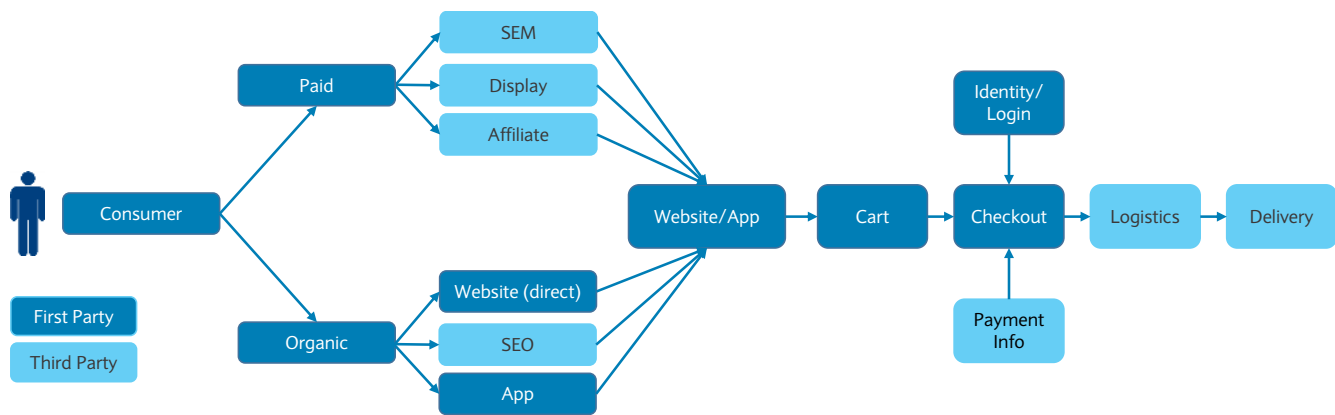 SEM
Paid
Display
Affiliate
Identity/
Login
Consumer
Website/App
Cart
Checkout
Logistics
Delivery
Website (direct)
First Party
Organic
SEO
Payment
Info
Third Party
App